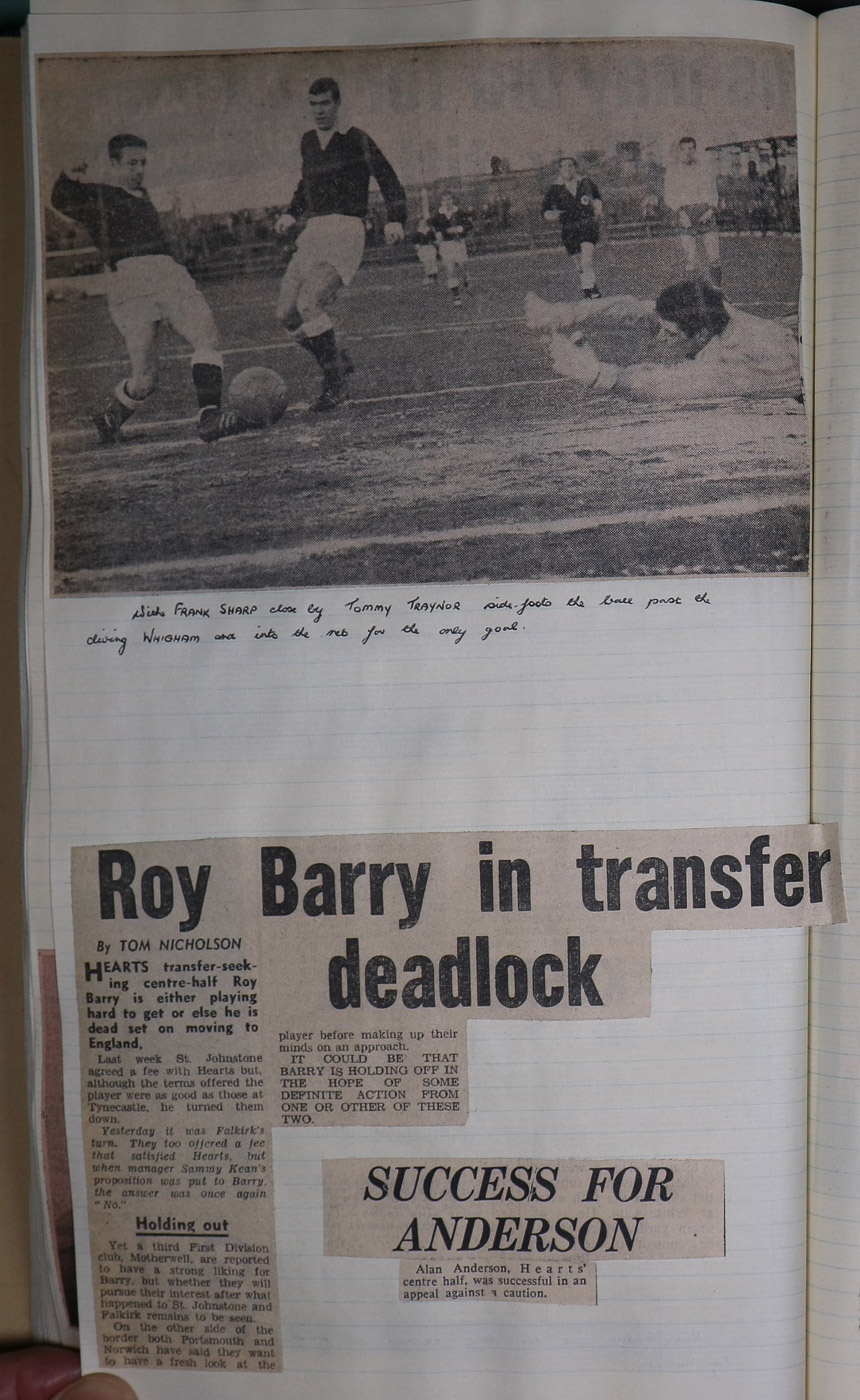 With FRANK SHARP close by TOMMY TRAYNOR side-foots the ball past the
diving WHIGHAM and into the net for the only goal.
Roy Barry in transfer
deadlock
By TOM NICHOLSON
HEARTS transfer-seek-
ing centre-half Roy
Barry is either playing
hard to get or else he is
dead set on moving to
England.
Last week St. Johnstone
agreed a fee with Hearts but,
although the terms offered the
player were as good as those at
Tynecastle, he turned them
down.
Yesterday it was Falkirk's
turn. They too offered a fee
that satisfied Hearts, but
when manager Sammy Kean's
proposition was put to Barry,
the answer was once again
"No."
Holding out
Yet a third First Division
club, Motherwell, are reported
to have a strong liking for
Barry, but whether they will
pursue their interest after what
happened to St. Johnstone and
Falkirk remains to be seen.
On the other side of the
border both Portsmouth and
Norwich have said they want
to have a fresh look at the
player before making up their
minds on an approach.
IT COULD BE THAT
BARRY IS HOLDING OFF IN
THE HOPE OF SOME
DEFINITE ACTION FROM
ONE OR OTHER OF THESE
TWO.
SUCCESS FOR
ANDERSON
Alan Anderson, Hearts'
centre half, was successful in an
appeal against a caution.